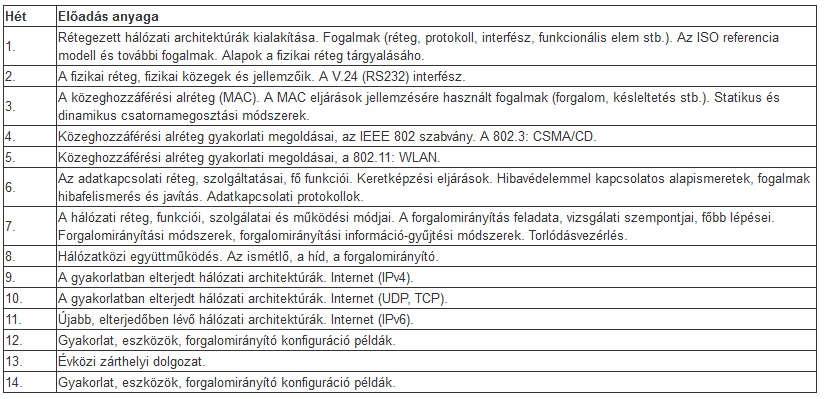 Hét Előadás anyaga
1. Rétegezett hálózati architektúrák kialakítása. Fogalmak (réteg, protokoll, interfész, funkcionális elem stb.). Az ISO referencia
modell és további fogalmak. Alapok a fizikai réteg tárgyalásáho.
2. A fizikai réteg, fizikai közegek és jellemzőik. A V.24 (RS232) interfész.
3. A közeghozzáférési alréteg (MAC). A MAC eljárások jellemzésére használt fogalmak (forgalom, késleltetés stb.). Statikus és
dinamikus csatornamegosztási módszerek.
4. Közeghozzáférési alréteg gyakorlati megoldásai, az IEEE 802 szabvány. A 802.3: CSMA/CD.
5. Közeghozzáférési alréteg gyakorlati megoldásai, a 802.11: WLAN.
6. Az adatkapcsolati réteg, szolgáltatásai, fő funkciói. Keretképzési eljárások. Hibavédelemmel kapcsolatos alapismeretek, fogalmak
hibafelismerés és javítás. Adatkapcsolati protokollok.
7. A hálózati réteg, funkciói, szolgálatai és működési módjai. A forgalomirányítás feladata, vizsgálati szempontjai, főbb lépései.
Forgalomirányítási módszerek, forgalomirányítási információ-gyűjtési módszerek. Torlódásvezérlés.
8. Hálózatközi együttműködés. Az ismétlő, a híd, a forgalomirányító.
9. A gyakorlatban elterjedt hálózati architektúrák. Internet (IPv4).
10. A gyakorlatban elterjedt hálózati architektúrák. Internet (UDP, TCP).
11. Újabb, elterjedőben lévő hálózati architektúrák. Internet (IPv6).
12. Gyakorlat, eszközök, forgalomirányító konfiguráció példák.
13. Évközi zárthelyi dolgozat.
14. Gyakorlat, eszközök, forgalomirányító konfiguráció példák.